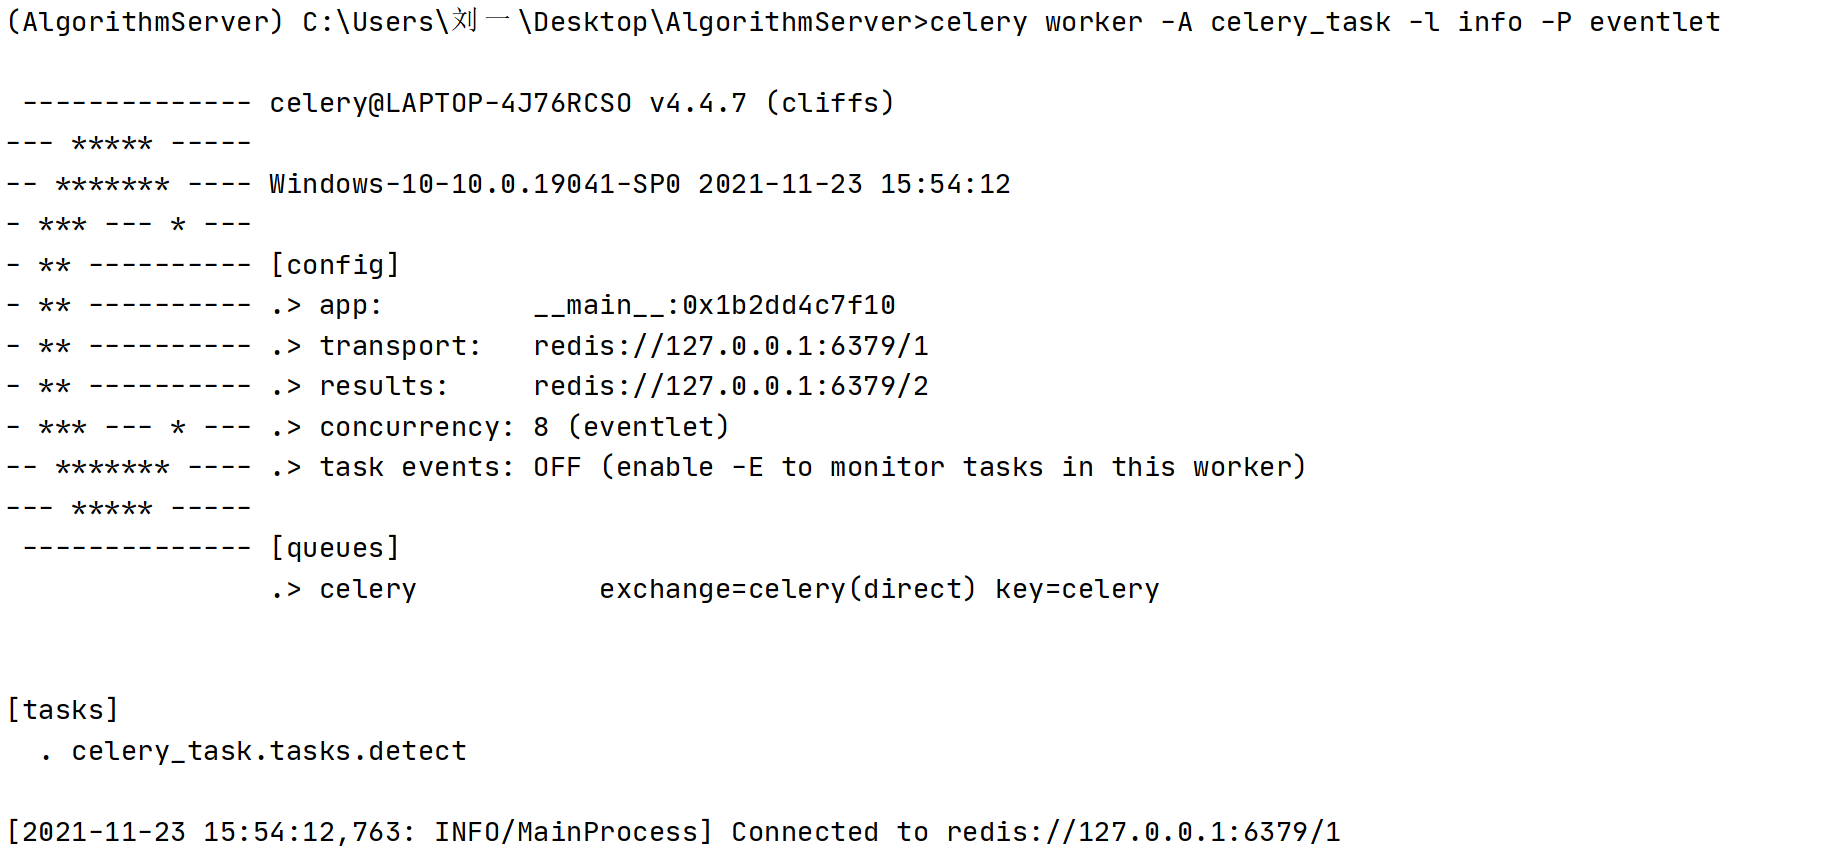 (AlgorithmServer) C:\Users\刘一\Desktop\AlgorithmServer>celery worker -A celery_task -l info -P eventlet
 -------------- celery@LAPTOP-4J76RCSO v4.4.7 (cliffs)
--- ***** -----
-- ******* ---- Windows-10-10.0.19041-SP0 2021-11-23 15:54:12
- *** --- * ---
- ** ---------- [config]
- ** ---------- .> app:         __main__:0x1b2dd4c7f10
- ** ---------- .> transport:   redis://127.0.0.1:6379/1
- ** ---------- .> results:     redis://127.0.0.1:6379/2
- *** --- * --- .> concurrency: 8 (eventlet)
-- ******* ---- .> task events: OFF (enable -E to monitor tasks in this worker)
--- ***** -----
 -------------- [queues]
                .> celery           exchange=celery(direct) key=celery
[tasks]
  . celery_task.tasks.detect
[2021-11-23 15:54:12,763: INFO/MainProcess] Connected to redis://127.0.0.1:6379/1